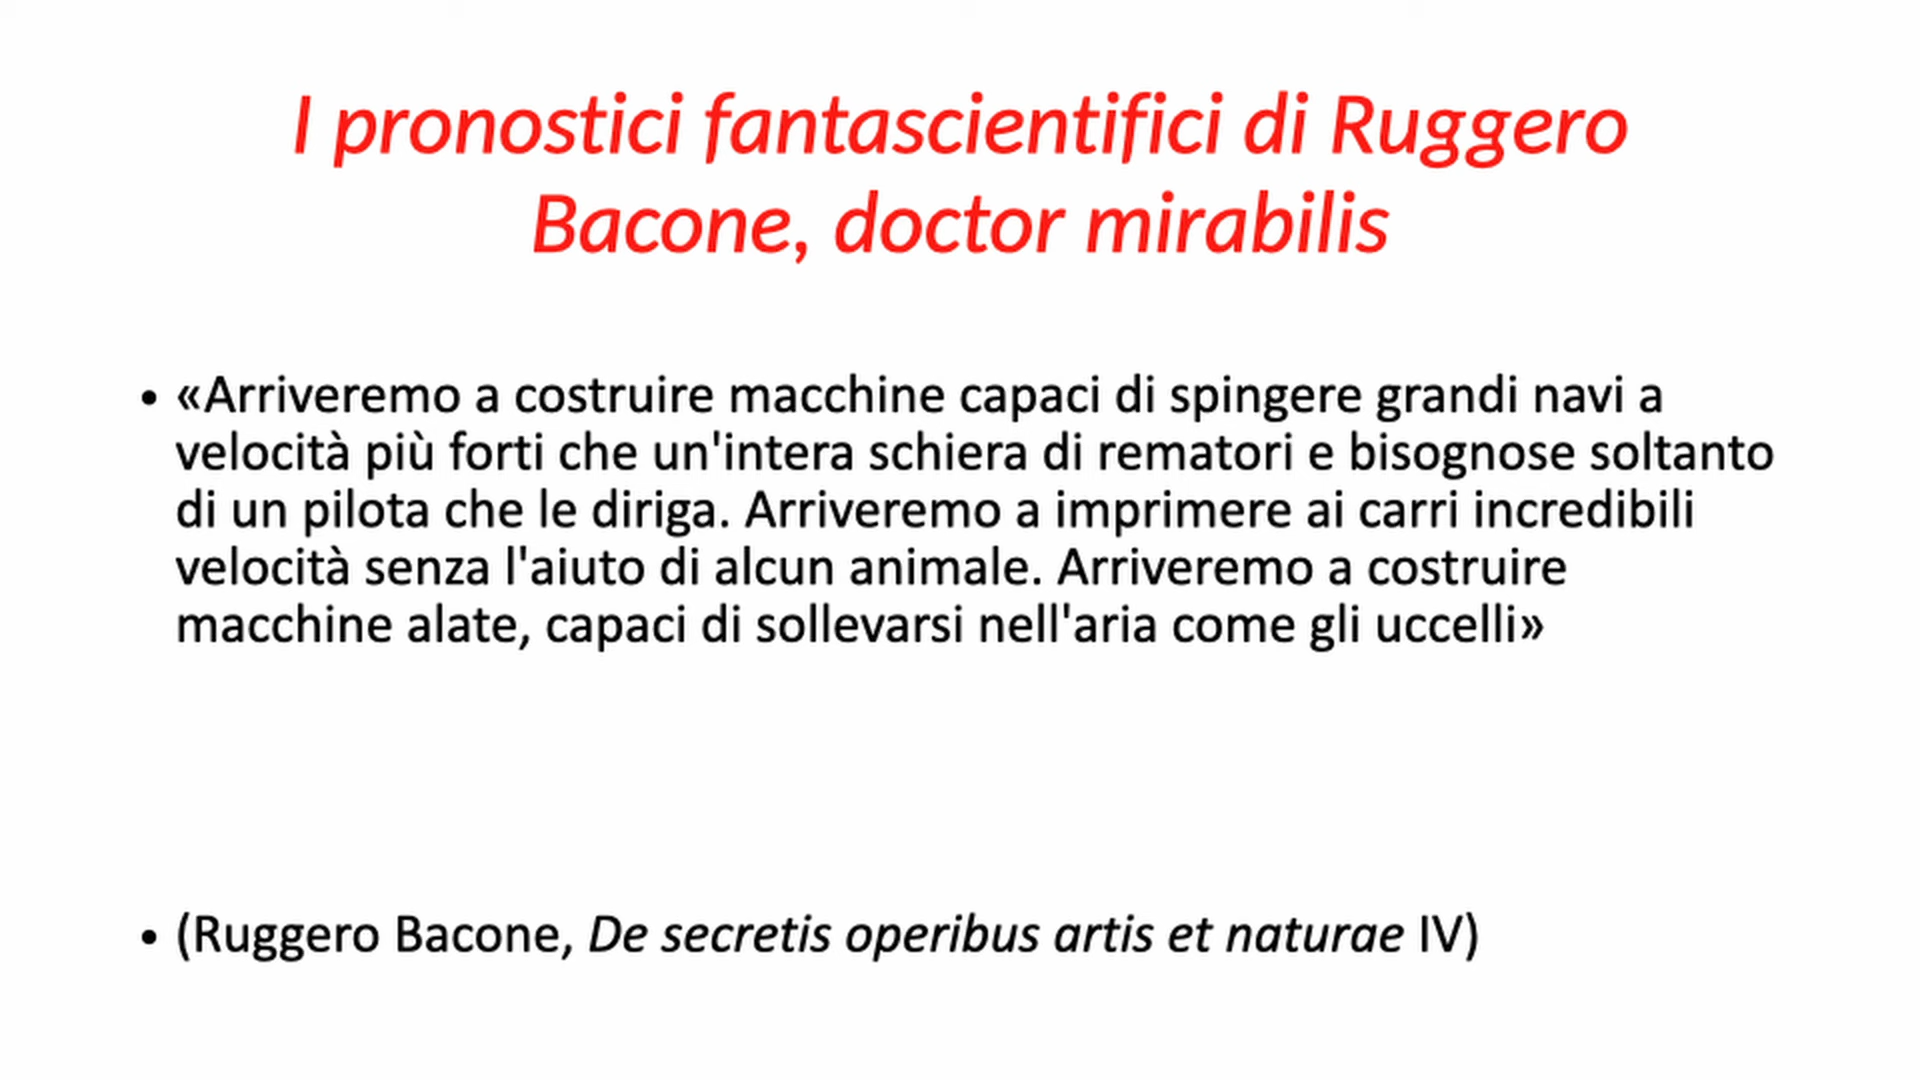 I pronostici fantascientifici di Ruggero
Bacone, doctor mirabilis
• «Arriveremo a costruire macchine capaci di spingere grandi navi a
velocità più forti che un'intera schiera di rematori e bisognose soltanto
di un pilota che le diriga. Arriveremo a imprimere ai carri incredibili
velocità senza l'aiuto di alcun animale. Arriveremo a costruire
macchine alate, capaci di sollevarsi nell'aria come gli uccelli»
• (Ruggero Bacone, De secretis operibus artis et naturae IV)